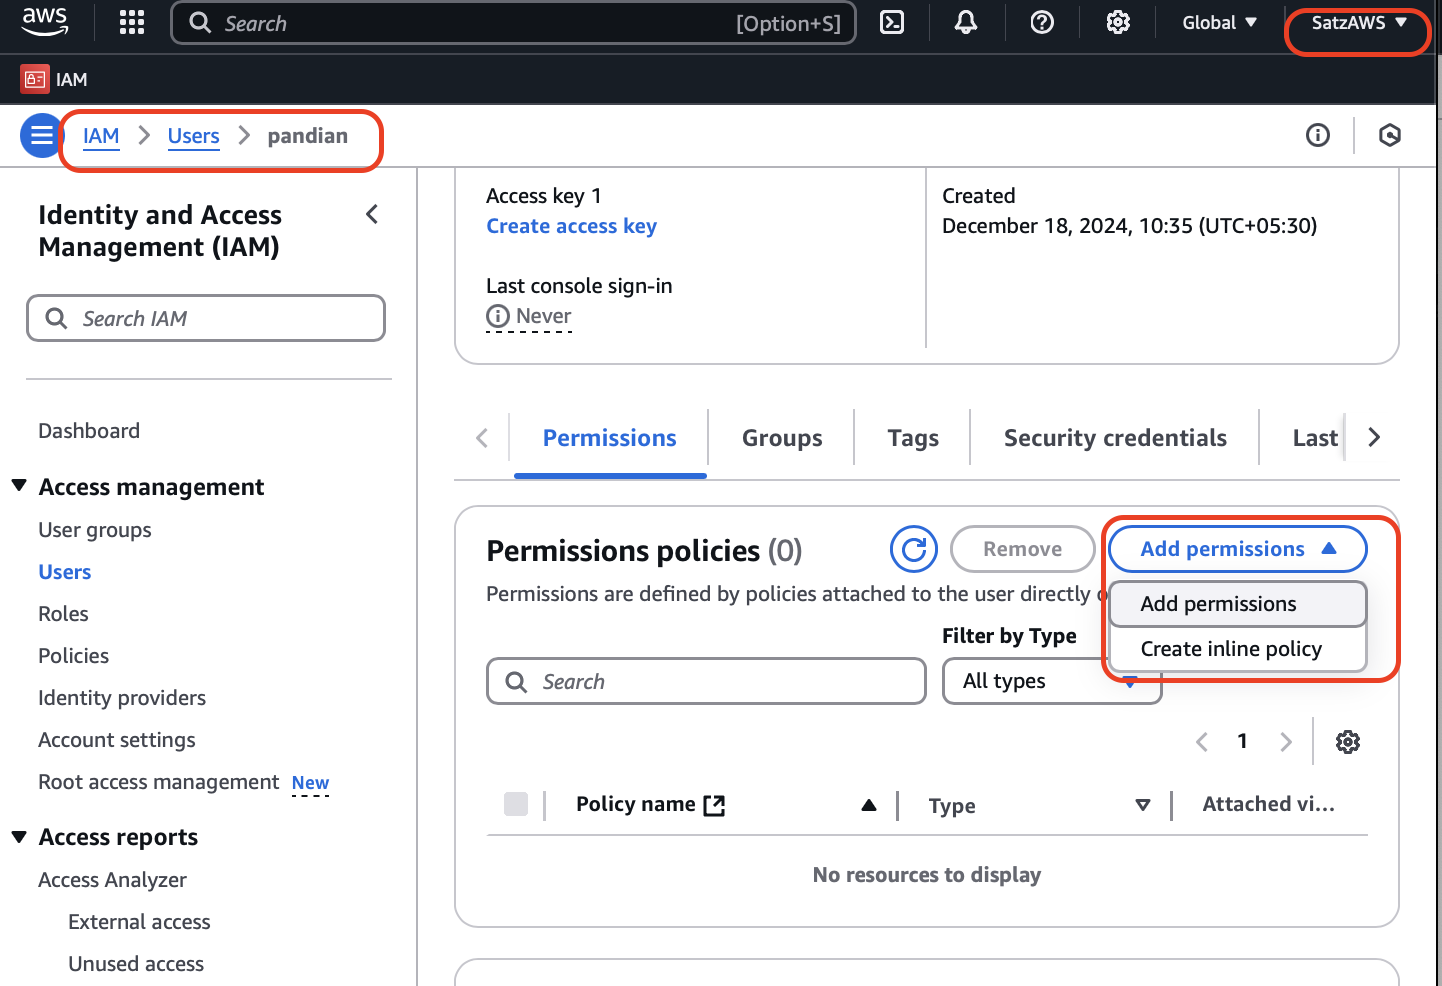 aws
Search
[Option+S]
Global
SatzAWS
IAM
IAM
Users
pandian
Identity and Access
Management (IAM)
Search IAM
Dashboard
Access management
User groups
Users
Roles
Policies
Identity providers
Account settings
Root access management New
Access reports
Access Analyzer
External access
Unused access
Access key 1
Create access key
Last console sign-in
Never
Created
December 18, 2024, 10:35 (UTC+05:30)
Permissions
Groups
Tags
Security credentials
Last
Permissions policies (0)
Remove
Add permissions
Permissions are defined by policies attached to the user directly
Add permissions
Create inline policy
Filter by Type
Search
All types
1
Policy name
Type
Attached vi...
No resources to display